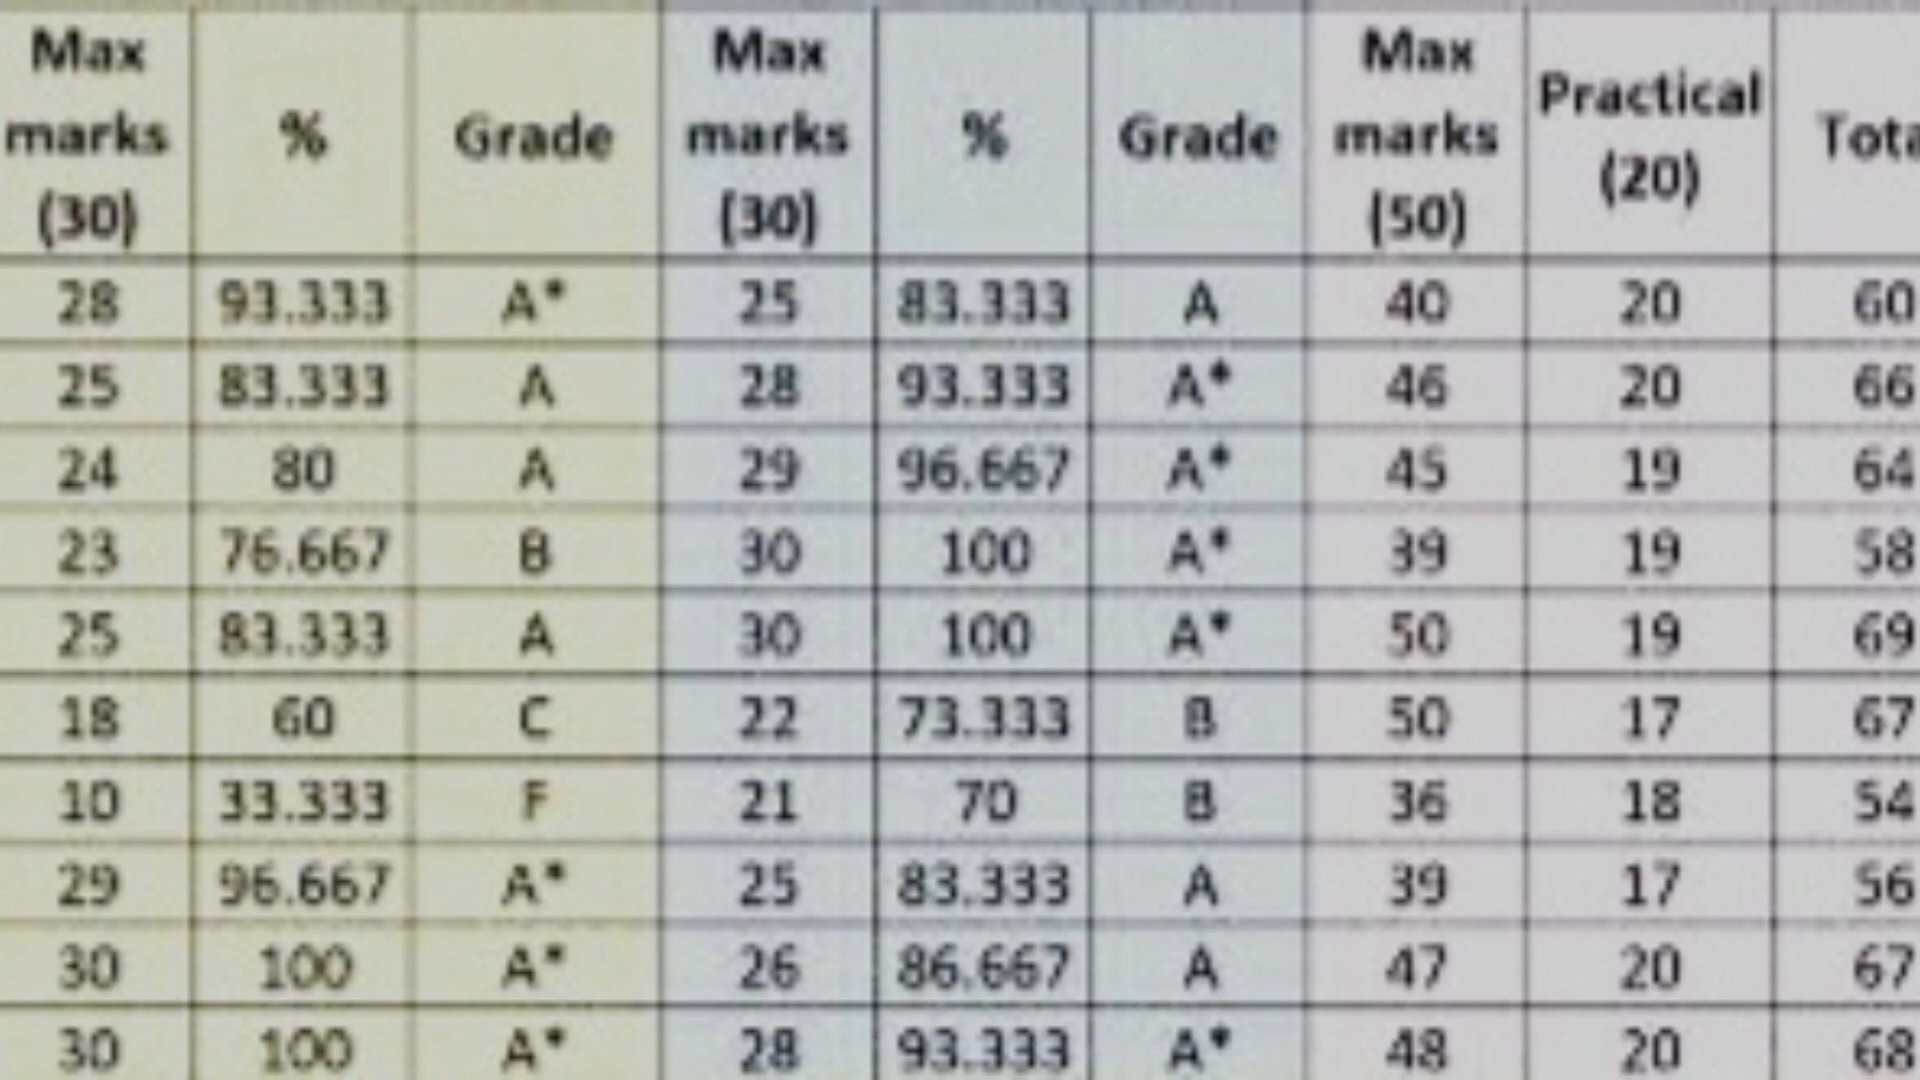 Max marks (30) % Grade Max marks (30) % Grade Max marks (50) Practical (20) Tota
28 93.333 A* 25 83.333 A 40 20 60
25 83.333 A 28 93.333 A* 46 20 66
24 80 A 29 96.667 A* 45 19 64
23 76.667 B 30 100 A* 39 19 58
25 83.333 A 30 100 A* 50 19 69
18 60 C 22 73.333 B 50 17 67
10 33.333 F 21 70 B 36 18 54
29 96.667 A* 25 83.333 A 39 17 56
30 100 A* 26 86.667 A 47 20 67
30 100 A* 28 93.333 A* 48 20 68